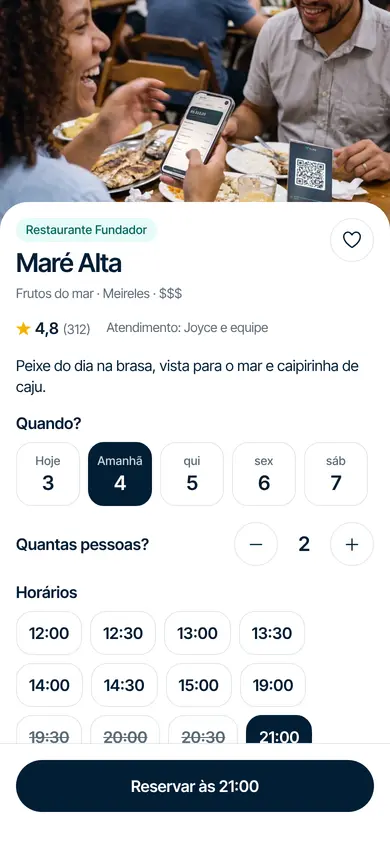 Restaurante Fundador
Maré Alta
Frutos do mar · Meireles · $$$
4,8 (312) Atendimento: Joyce e equipe
Peixe do dia na brasa, vista para o mar e caipirinha de
caju.
Quando?
Hoje Amanhã qui sex sáb
3 4 5 6 7
Quantas pessoas? − 2 +
Horários
12:00 12:30 13:00 13:30
14:00 14:30 15:00 19:00
19:30 20:00 20:30 21:00
Reservar às 21:00